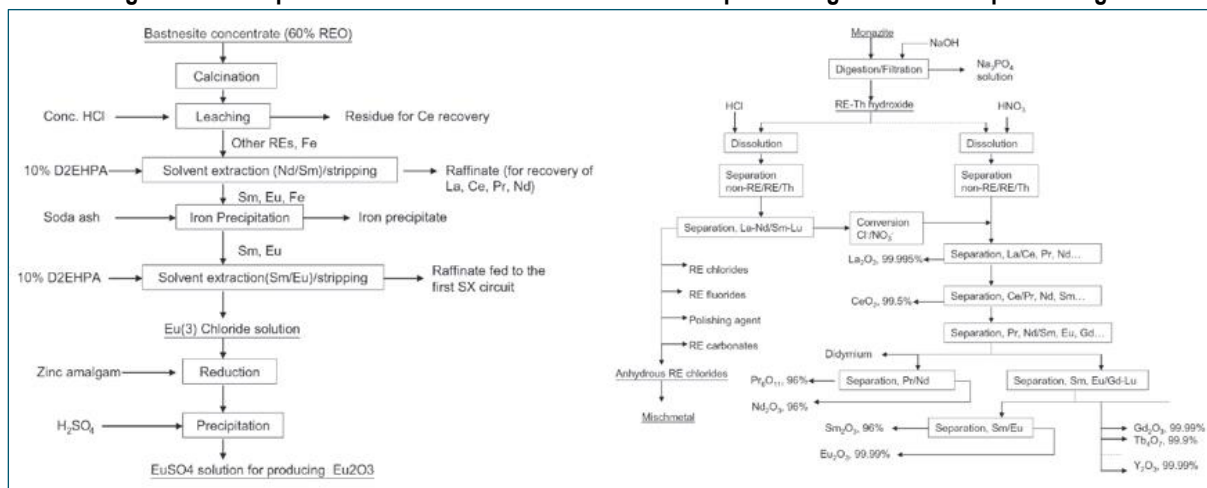 Bastnesite concentrate (60% REO)
Calcination
Conc. HCl
Leaching
Residue for Ce recovery
Other REs, Fe
10% D2EHPA
Solvent extraction (Nd/Sm)/stripping
Raffinate (for recovery of
La, Ce, Pr, Nd)
Sm, Eu, Fe
Soda ash
Iron Precipitation
Iron precipitate
Sm, Eu
10% D2EHPA
Solvent extraction(Sm/Eu)/stripping
Raffinate fed to the
first SX circuit
Eu(3) Chloride solution
Zinc amalgam
Reduction
H₂SO₄
Precipitation
EuSO4 solution for producing Eu2O3
Monazite
NaOH
Digestion/Filtration
Na₃PO₄
solution
RE-Th hydroxide
HCl
HNO₃
Dissolution
Dissolution
Separation
non-RE/RE/Th
Separation
non-RE/RE/Th
Separation, La-Nd/Sm-Lu
Conversion
Cl⁻/NO₃⁻
La₂O₃, 99.995%
Separation, La/Ce, Pr, Nd...
RE chlorides
RE fluorides
CeO₂, 99.5%
Separation, Ce/Pr, Nd, Sm...
Polishing agent
Separation, Pr, Nd/Sm, Eu, Gd...
RE carbonates
Didymium
Anhydrous RE chlorides
Pr₆O₁₁, 96%
Separation, Pr/Nd
Separation, Sm, Eu/Gd-Lu
Nd₂O₃, 96%
Mischmetal
Sm₂O₃, 96%
Separation, Sm/Eu
Gd₂O₃, 99.99%
Tb₄O₇, 99.9%
Eu₂O₃, 99.99%
Y₂O₃, 99.99%